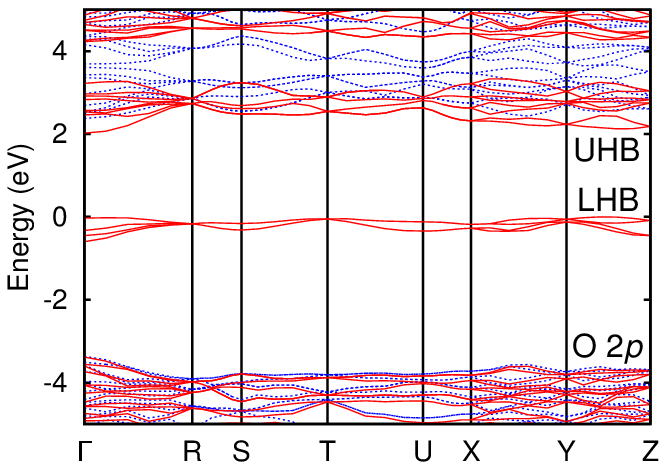 4
2
0
-2
-4
Energy (eV)
UHB
LHB
O 2p
Γ R S T U X Y Z